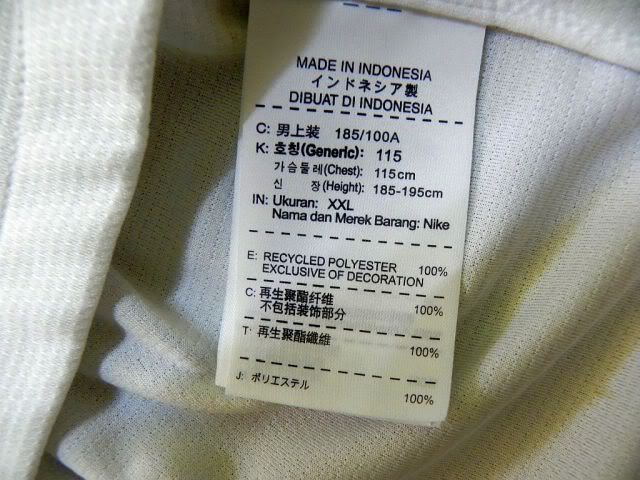 MADE IN INDONESIA
インドネシア製
DIBUAT DI INDONESIA
C: 男上装 185/100A
K: 호칭(Generic): 115
가슴둘레(Chest): 115cm
신 장(Height): 185-195cm
IN: Ukuran: XXL
Nama dan Merek Barang: Nike
E: RECYCLED POLYESTER 100%
EXCLUSIVE OF DECORATION
C: 再生聚酯纤维 100%
不包括装饰部分
T: 再生聚酯纖維 100%
J: ポリエステル 100%